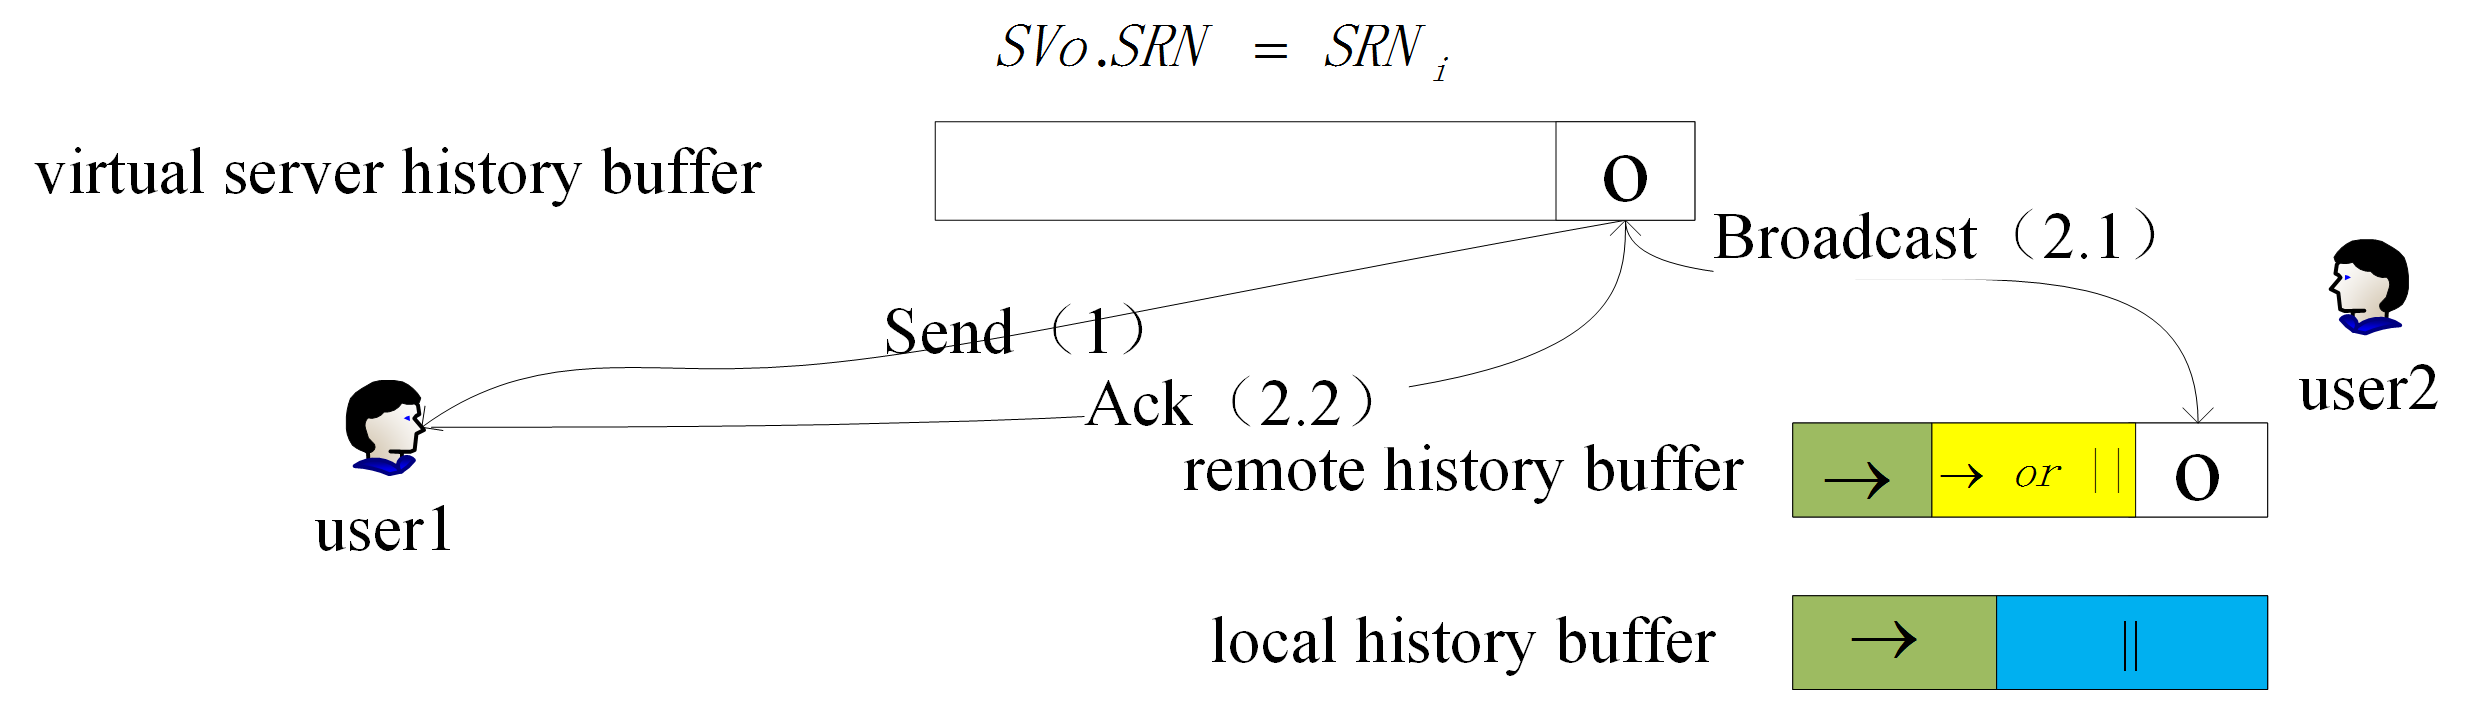 SVo.SRN = SRN i
virtual server history buffer
O
Broadcast（2.1）
Send（1）
Ack（2.2）
user2
user1
remote history buffer
→ → or || O
local history buffer
→ ||